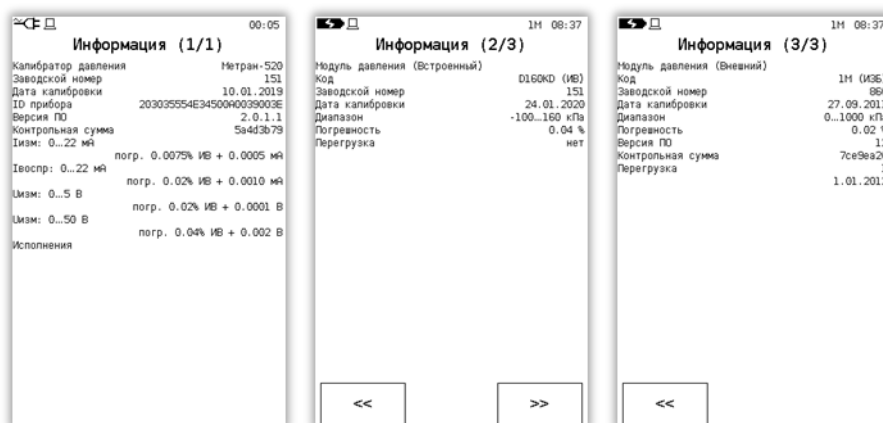 00:05
Информация (1/1)
Калибратор давления Метран-520
Заводской номер 151
Дата калибровки 10.01.2019
ID прибора 203035554E34500A0039003E
Версия ПО 2.0.1.1
Контрольная сумма 5a4d3b79
Iизм: 0...22 мА
погр. 0.0075% ИВ + 0.0005 мА
Iвоспр: 0...22 мА
погр. 0.02% ИВ + 0.0010 мА
Uизм: 0...5 В
погр. 0.02% ИВ + 0.0001 В
Uизм: 0...50 В
погр. 0.04% ИВ + 0.002 В
Исполнения
1М 08:37
Информация (2/3)
Модуль давления (Встроенный)
Код D160KD (ИВ)
Заводской номер 151
Дата калибровки 24.01.2020
Диапазон -100...160 кПа
Погрешность 0.04 %
Перегрузка нет
<< >>
1М 08:37
Информация (3/3)
Модуль давления (Внешний)
Код 1М
Заводской номер
Дата калибровки
Диапазон 0...1000
Погрешность 0.02 %
Версия ПО
Контрольная сумма
Перегрузка
<<